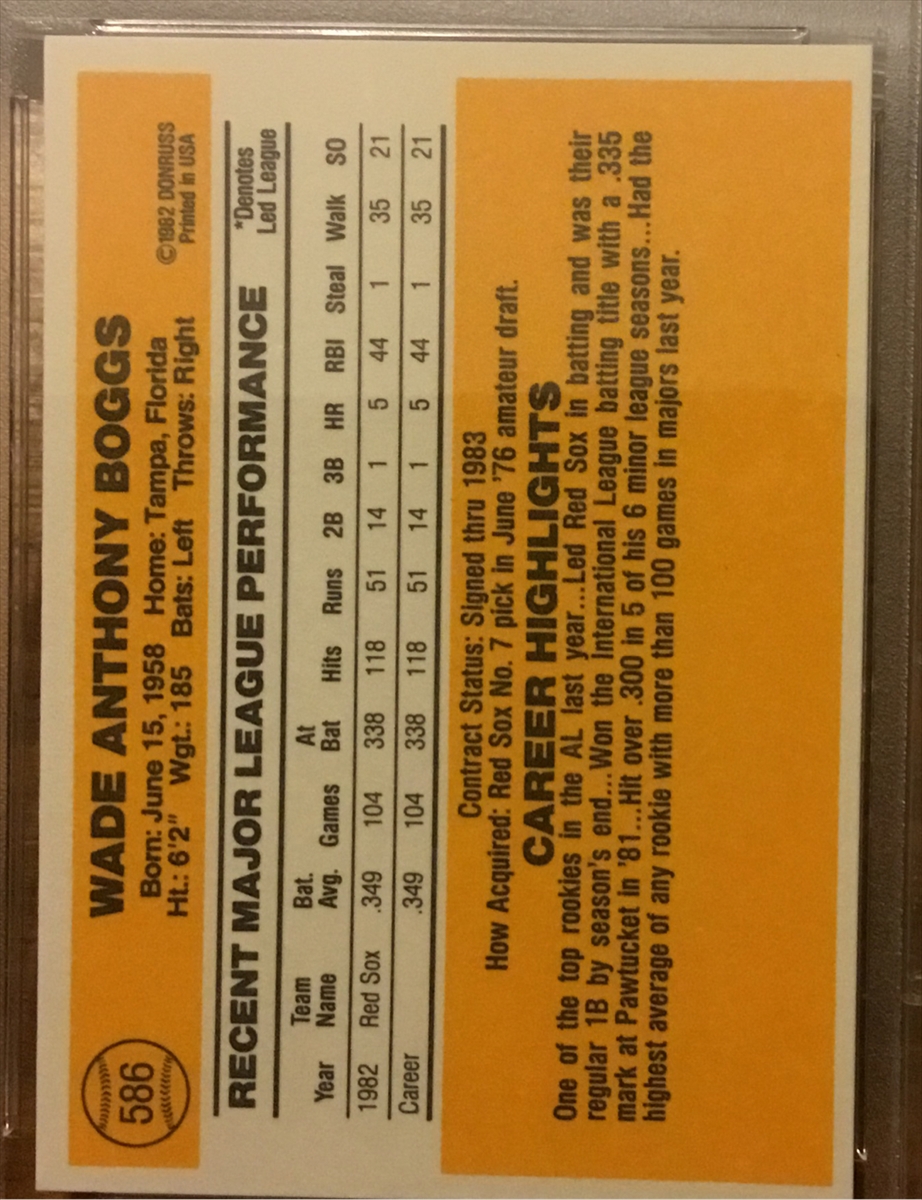 586
WADE ANTHONY BOGGS
Born: June 15, 1958 Home: Tampa, Florida
Ht.: 6'2" Wgt.: 185 Bats: Left Throws: Right
©1982 DONRUSS
Printed in USA
RECENT MAJOR LEAGUE PERFORMANCE
*Denotes
Led League
Year Team Name Bat. Avg. Games At Bat Hits Runs 2B 3B HR RBI Steal Walk SO
1982 Red Sox .349 104 338 118 51 14 1 5 44 1 35 21
Career .349 104 338 118 51 14 1 5 44 1 35 21
Contract Status: Signed thru 1983
How Acquired: Red Sox No. 7 pick in June '76 amateur draft.
CAREER HIGHLIGHTS
One of the top rookies in the AL last year...Led Red Sox in batting and was their
regular 1B by season's end...Won the International League batting title with a .335
mark at Pawtucket in '81...Hit over .300 in 5 of his 6 minor league seasons...Had the
highest average of any rookie with more than 100 games in majors last year.